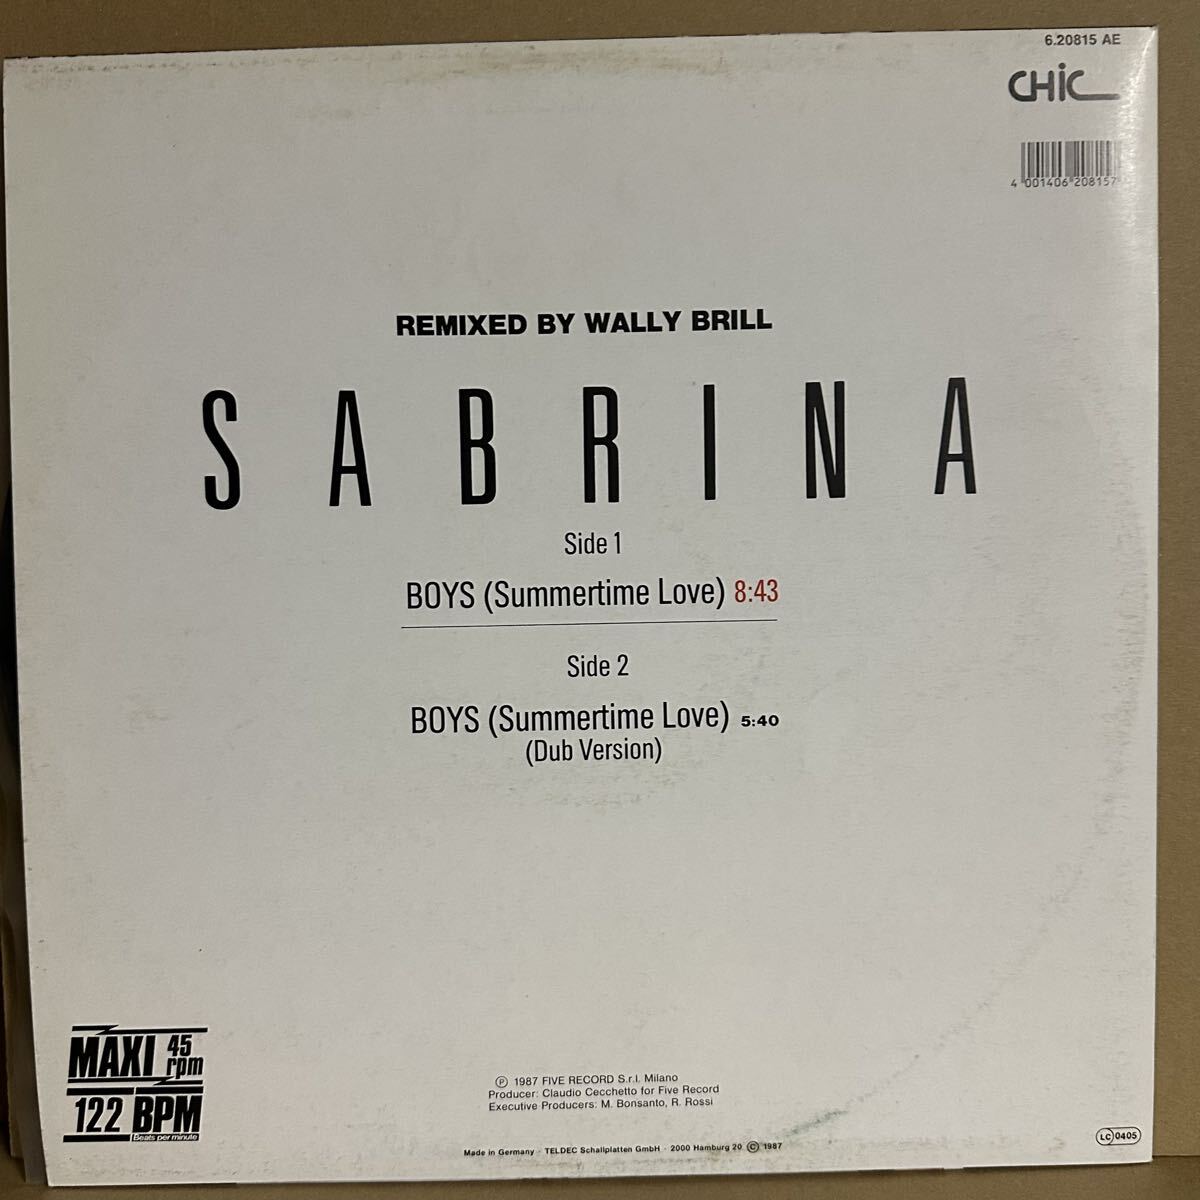 6.20815 AE
CHIC
4 001406 208157
REMIXED BY WALLY BRILL
SABRINA
Side 1
BOYS (Summertime Love) 8:43
Side 2
BOYS (Summertime Love) 5:40
(Dub Version)
MAXI 45 rpm
122 BPM
Beats per minute
℗ 1987 FIVE RECORD S.r.l. Milano
Producer: Claudio Cecchetto for Five Record
Executive Producers: M. Bonsanto, R. Rossi
Made in Germany · TELDEC Schallplatten GmbH · 2000 Hamburg 20 © 1987
LC 0405